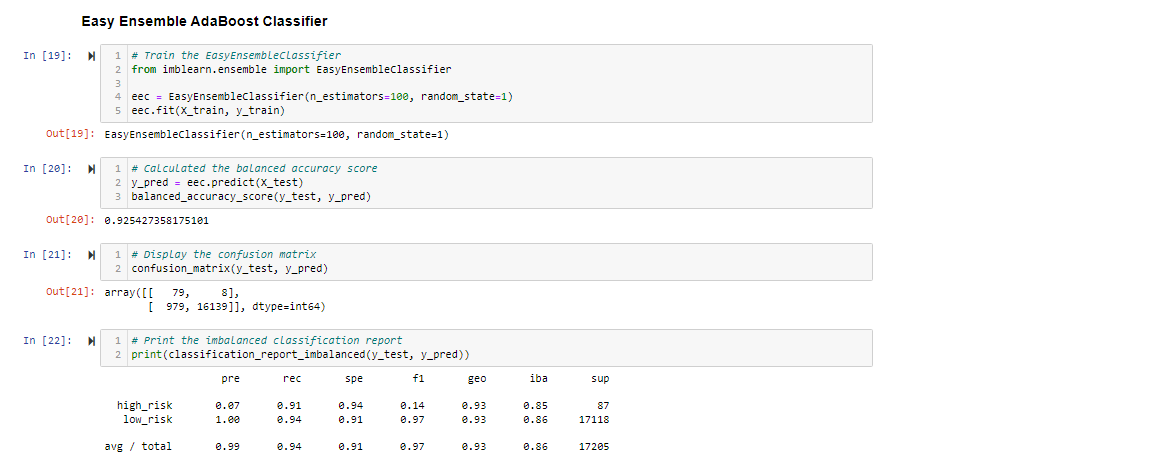 Easy Ensemble AdaBoost Classifier
In [19]: 1 # Train the EasyEnsembleClassifier
2 from imblearn.ensemble import EasyEnsembleClassifier
3
4 eec = EasyEnsembleClassifier(n_estimators=100, random_state=1)
5 eec.fit(X_train, y_train)
Out[19]: EasyEnsembleClassifier(n_estimators=100, random_state=1)
In [20]: 1 # Calculated the balanced accuracy score
2 y_pred = eec.predict(X_test)
3 balanced_accuracy_score(y_test, y_pred)
Out[20]: 0.925427358175101
In [21]: 1 # Display the confusion matrix
2 confusion_matrix(y_test, y_pred)
Out[21]: array([[   79,     8],
[  979, 16139]], dtype=int64)
In [22]: 1 # Print the imbalanced classification report
2 print(classification_report_imbalanced(y_test, y_pred))
pre rec spe f1 geo iba sup
high_risk 0.07 0.91 0.94 0.14 0.93 0.85 87
low_risk 1.00 0.94 0.91 0.97 0.93 0.86 17118
avg / total 0.99 0.94 0.91 0.97 0.93 0.86 17205